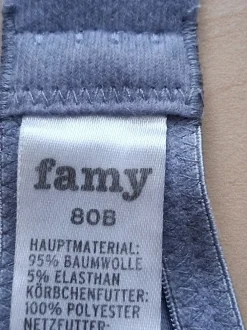 famy
80B
HAUPTMATERIAL:
95% BAUMWOLLE
5% ELASTHAN
KÖRBCHENFUTTER:
100% POLYESTER
NETZFUTTER: